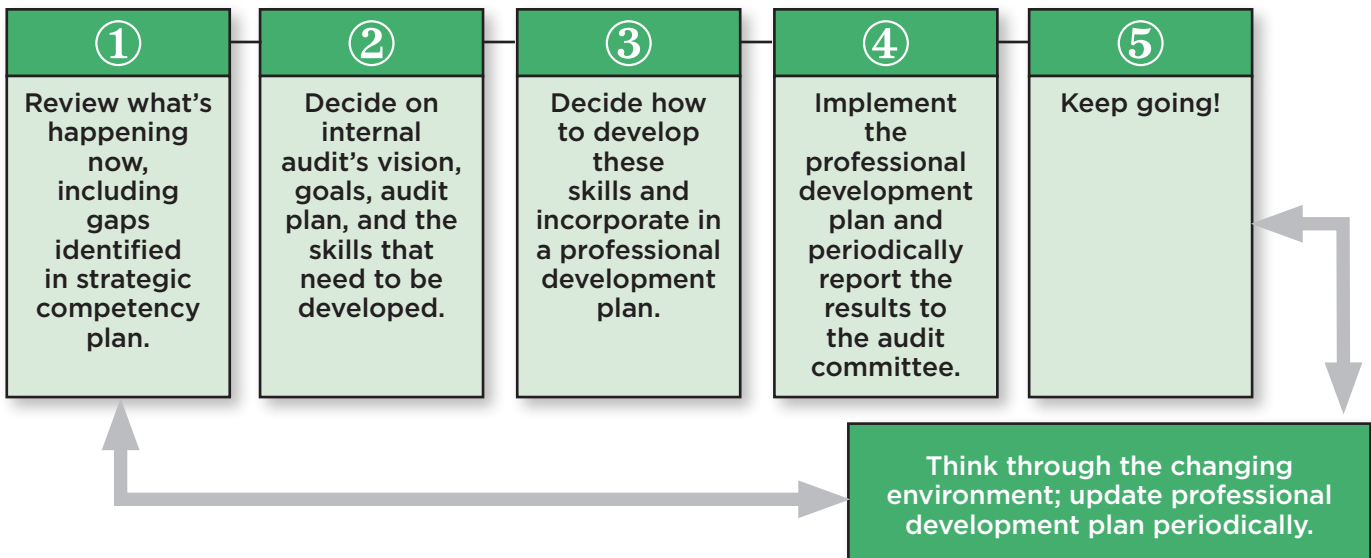 ①
Review what's
happening
now,
including
gaps
identified
in strategic
competency
plan.
②
Decide on
internal
audit's vision,
goals, audit
plan, and the
skills that
need to be
developed.
③
Decide how
to develop
these
skills and
incorporate in
a professional
development
plan.
④
Implement
the
professional
development
plan and
periodically
report the
results to
the audit
committee.
⑤
Keep going!
Think through the changing
environment; update professional
development plan periodically.